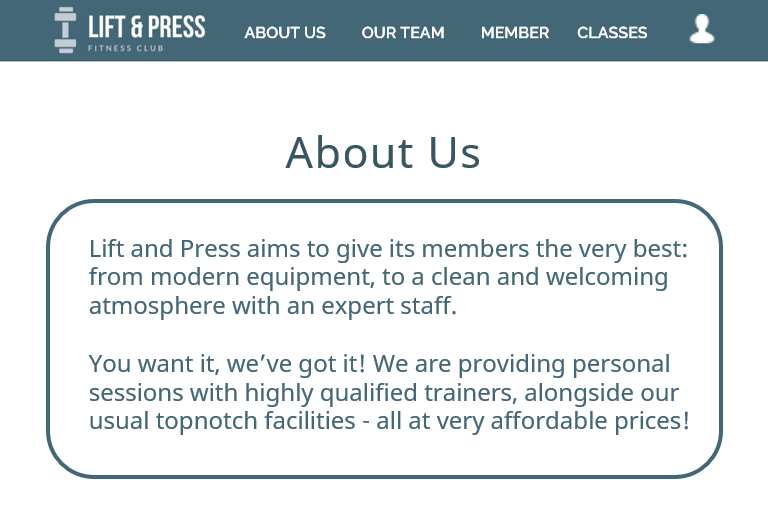 LIFT & PRESS
FITNESS CLUB
ABOUT US OUR TEAM MEMBER CLASSES
About Us
Lift and Press aims to give its members the very best:
from modern equipment, to a clean and welcoming
atmosphere with an expert staff.
You want it, we’ve got it! We are providing personal
sessions with highly qualified trainers, alongside our
usual topnotch facilities - all at very affordable prices!